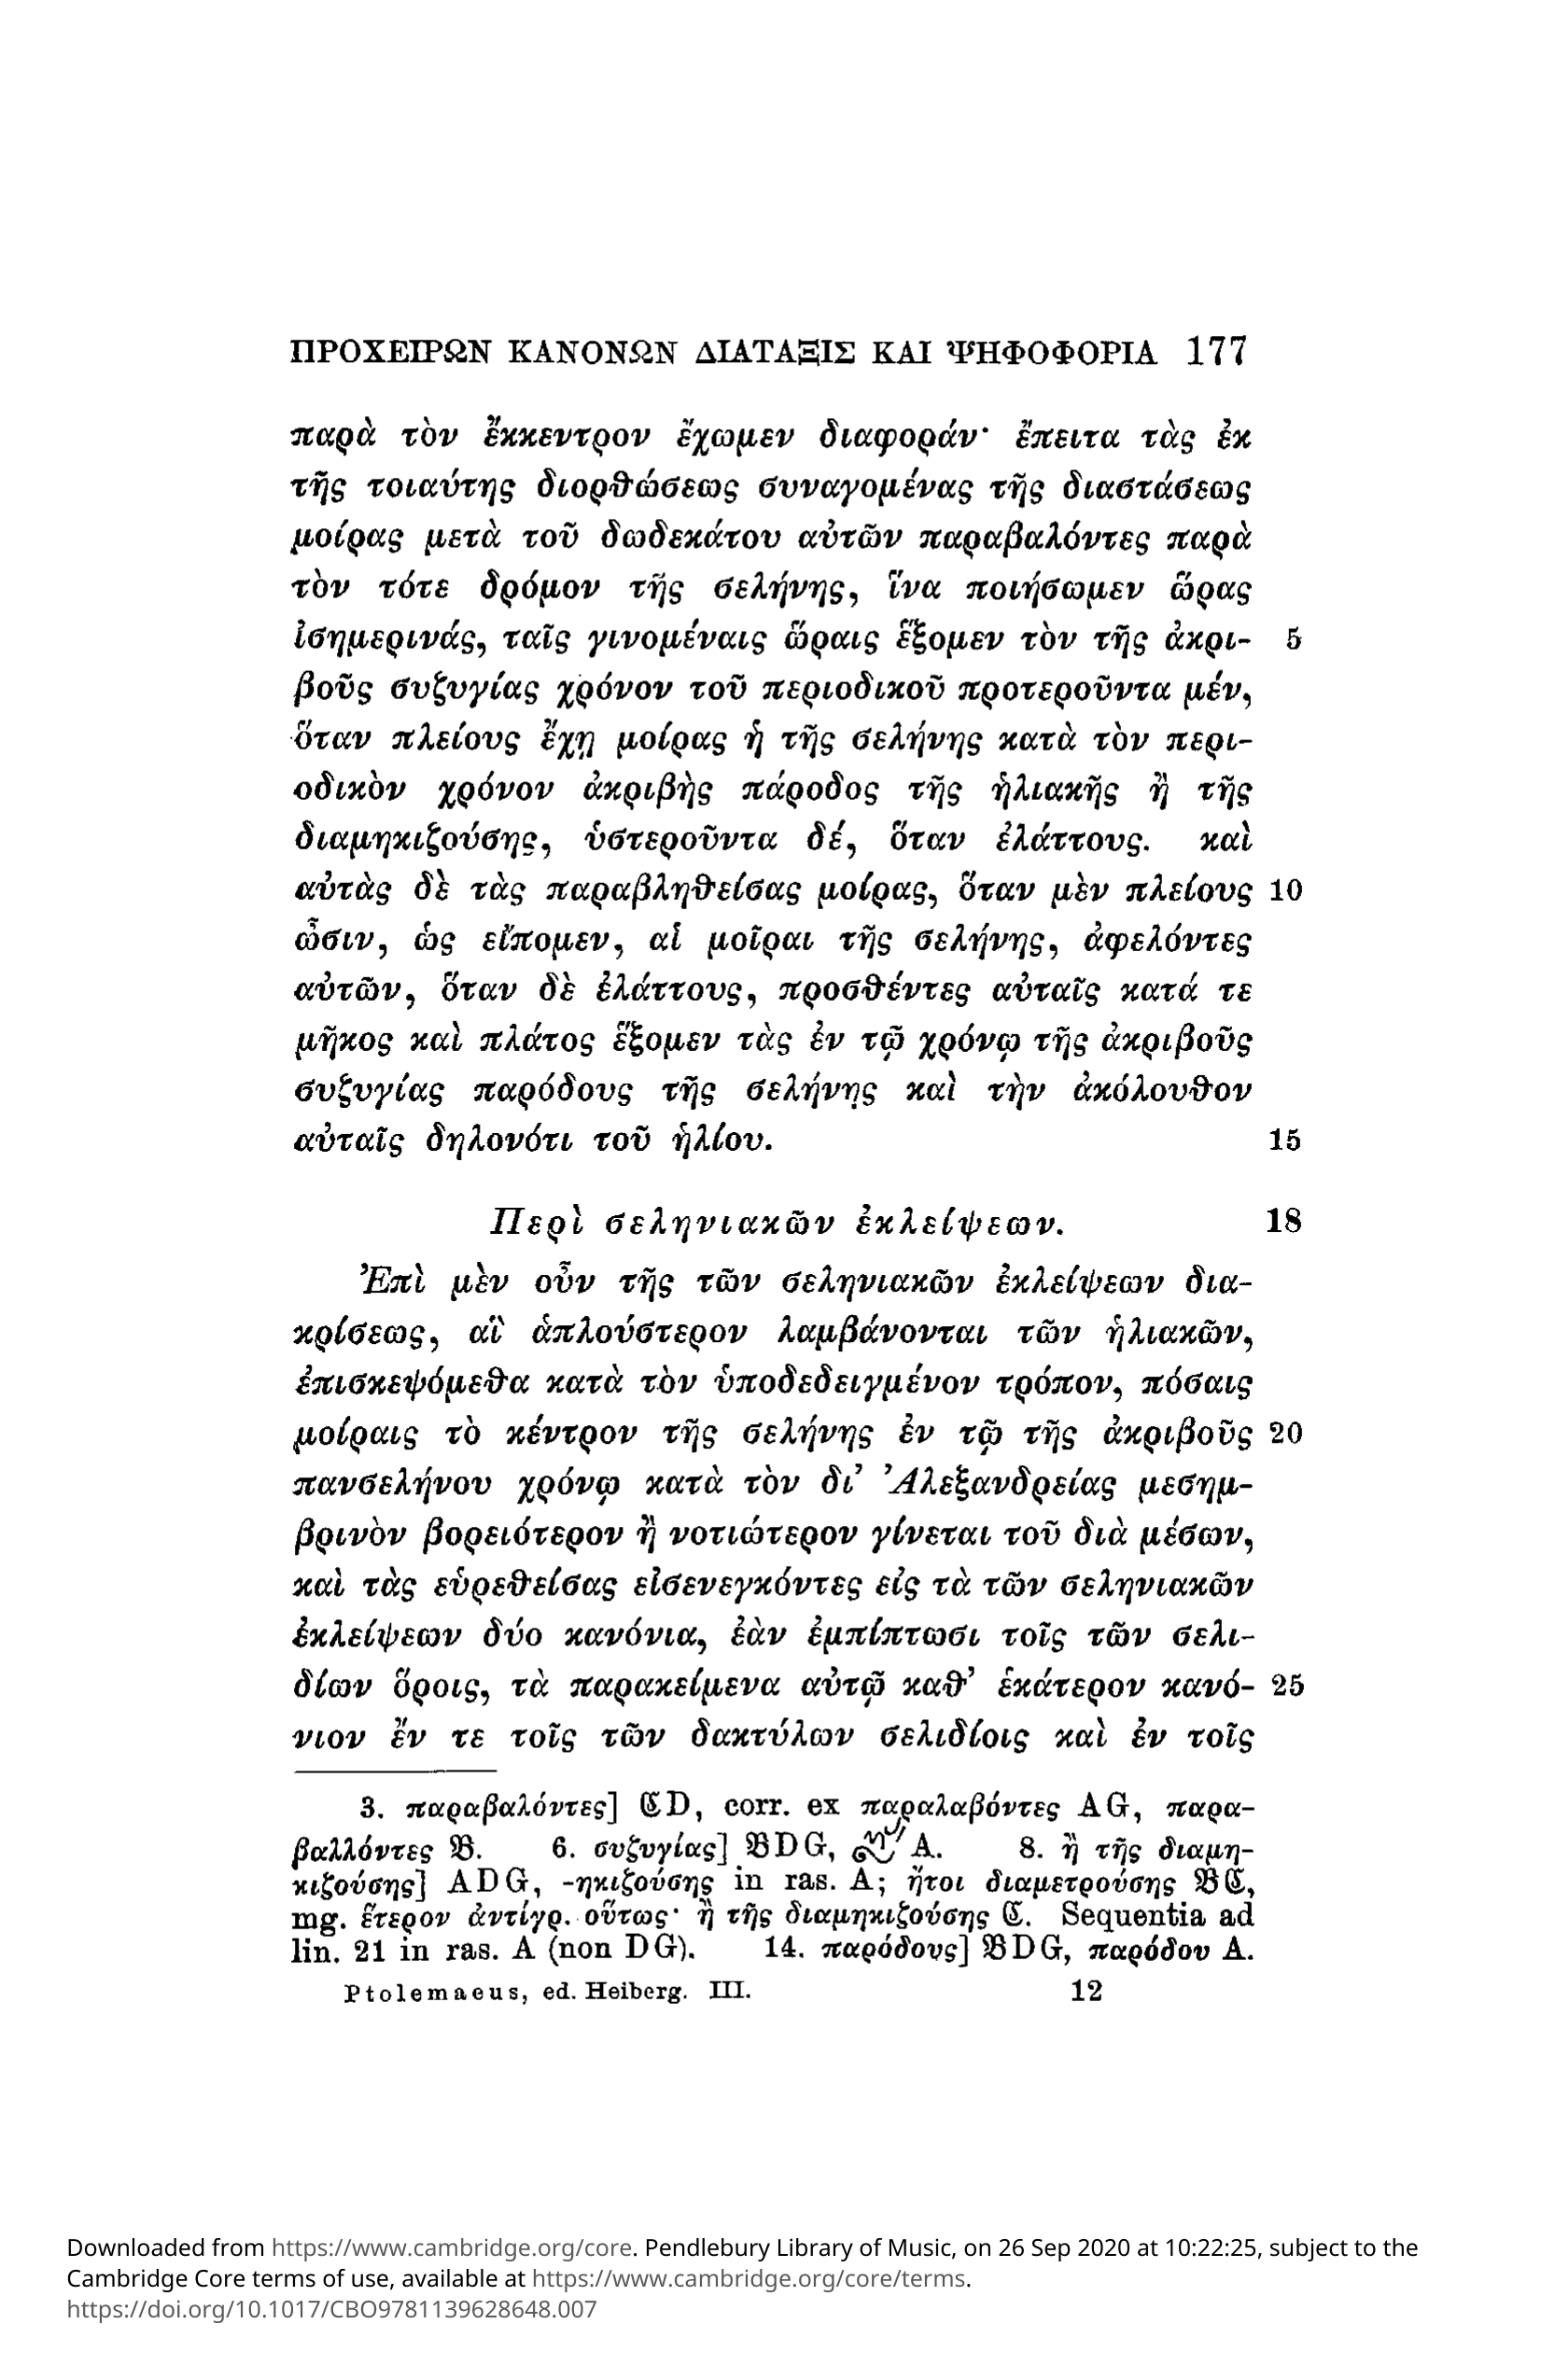 ΠΡΟΧΕΙΡΩΝ ΚΑΝΟΝΩΝ ΔΙΑΤΑΞΙΣ ΚΑΙ ΨΗΦΟΦΟΡΙΑ 177
παρὰ τὸν ἔκκεντρον ἔχωμεν διαφοράν· ἔπειτα τὰς ἐκ
τῆς τοιαύτης διορθώσεως συναγομένας τῆς διαστάσεως
μοίρας μετὰ τοῦ δωδεκάτου αὐτῶν παραβαλόντες παρὰ
τὸν τότε δρόμον τῆς σελήνης, ἵνα ποιήσωμεν ὥρας
ἰσημερινάς, ταῖς γινομέναις ὥραις ἕξομεν τὸν τῆς ἀκρι- 5
βοῦς συζυγίας χρόνον τοῦ περιοδικοῦ προτεροῦντα μέν,
ὅταν πλείους ἔχῃ μοίρας ἡ τῆς σελήνης κατὰ τὸν περι-
οδικὸν χρόνον ἀκριβὴς πάροδος τῆς ἡλιακῆς ἢ τῆς
διαμηκιζούσης, ὑστεροῦντα δέ, ὅταν ἐλάττους. καὶ
αὐτὰς δὲ τὰς παραβληθείσας μοίρας, ὅταν μὲν πλείους 10
ὦσιν, ὡς εἴπομεν, αἱ μοῖραι τῆς σελήνης, ἀφελόντες
αὐτῶν, ὅταν δὲ ἐλάττους, προσθέντες αὐταῖς κατά τε
μῆκος καὶ πλάτος ἕξομεν τὰς ἐν τῷ χρόνῳ τῆς ἀκριβοῦς
συζυγίας παρόδους τῆς σελήνης καὶ τὴν ἀκόλουθον
αὐταῖς δηλονότι τοῦ ἡλίου. 15
Περὶ σεληνιακῶν ἐκλείψεων. 18
Ἐπὶ μὲν οὖν τῆς τῶν σεληνιακῶν ἐκλείψεων δια-
κρίσεως, αἳ ἁπλούστερον λαμβάνονται τῶν ἡλιακῶν,
ἐπισκεψόμεθα κατὰ τὸν ὑποδεδειγμένον τρόπον, πόσαις
μοίραις τὸ κέντρον τῆς σελήνης ἐν τῷ τῆς ἀκριβοῦς 20
πανσελήνου χρόνῳ κατὰ τὸν δι’ Ἀλεξανδρείας μεσημ-
βρινὸν βορειότερον ἢ νοτιώτερον γίνεται τοῦ διὰ μέσων,
καὶ τὰς εὑρεθείσας εἰσενεγκόντες εἰς τὰ τῶν σεληνιακῶν
ἐκλείψεων δύο κανόνια, ἐὰν ἐμπίπτωσι τοῖς τῶν σελι-
δίων ὅροις, τὰ παρακείμενα αὐτῷ καθ’ ἑκάτερον κανό- 25
νιον ἔν τε τοῖς τῶν δακτύλων σελιδίοις καὶ ἐν τοῖς
3. παραβαλόντες] ℭD, corr. ex παραλαβόντες AG, παρα-
βαλλόντες 𝔅. 6. συζυγίας] 𝔅DG, A. 8. ἢ τῆς διαμη-
κιζούσης] ADG, -ηκιζούσης in ras. A; ἤτοι διαμετρούσης 𝔅ℭ,
mg. ἕτερον ἀντίγρ. οὕτως· ἢ τῆς διαμηκιζούσης ℭ. Sequentia ad
lin. 21 in ras. A (non DG). 14. παρόδους] 𝔅DG, παρόδου A.
Ptolemaeus, ed. Heiberg. III. 12
Downloaded from https://www.cambridge.org/core. Pendlebury Library of Music, on 26 Sep 2020 at 10:22:25, subject to the
Cambridge Core terms of use, available at https://www.cambridge.org/core/terms.
https://doi.org/10.1017/CBO9781139628648.007